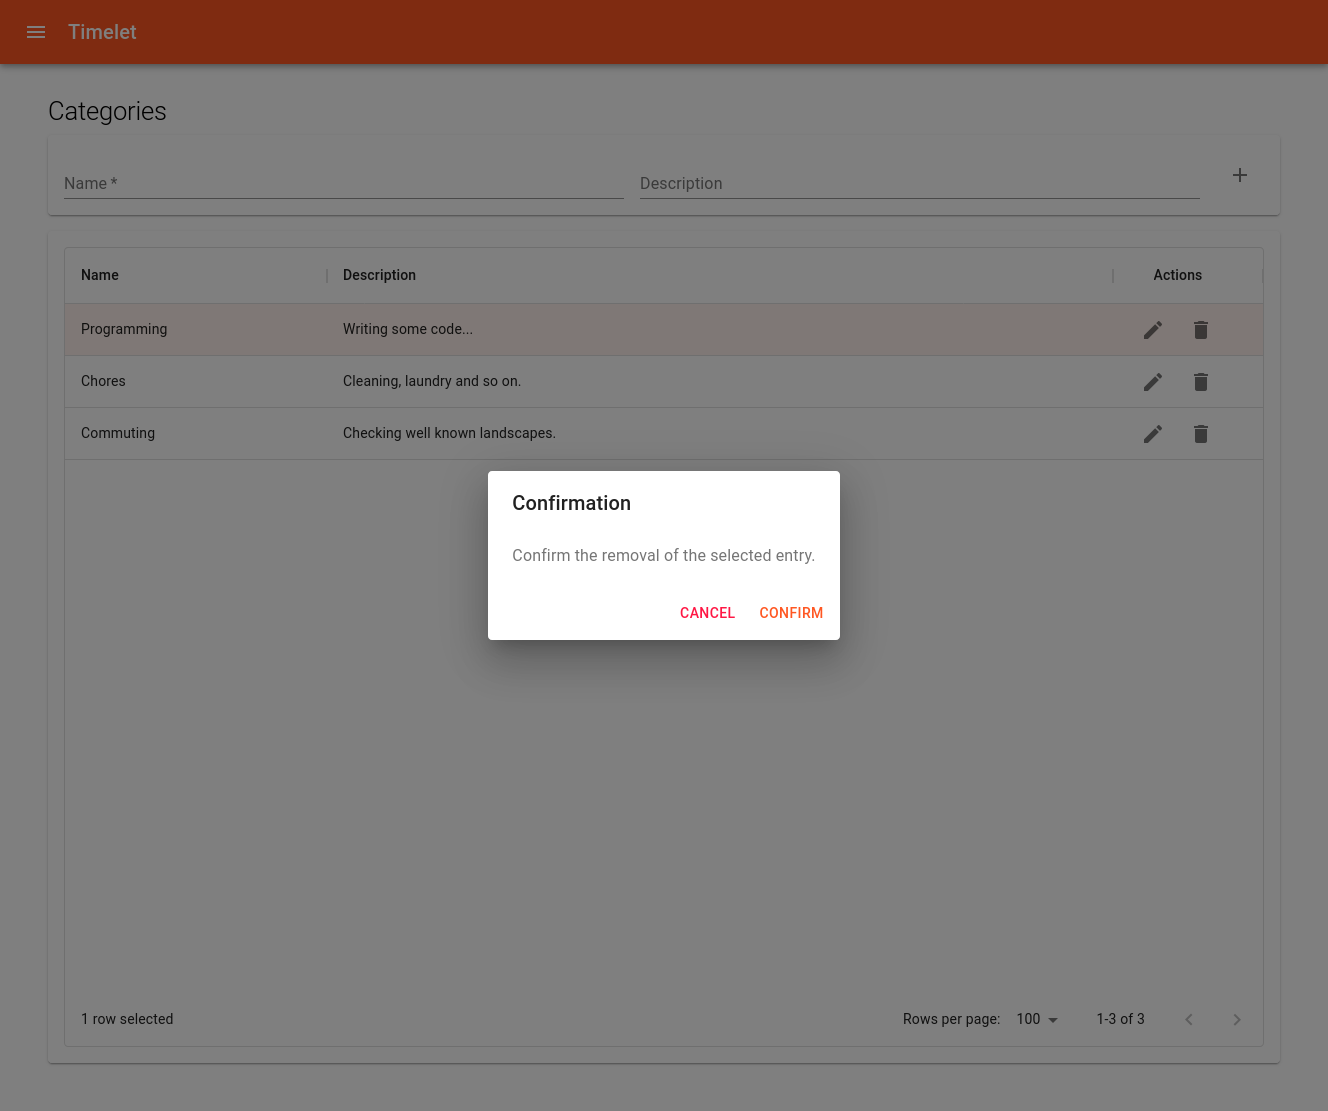 Timelet
Categories
Name *
Description
Name
Description
Actions
Programming
Writing some code...
Chores
Cleaning, laundry and so on.
Commuting
Checking well known landscapes.
Confirmation
Confirm the removal of the selected entry.
CANCEL
CONFIRM
1 row selected
Rows per page:
100
1-3 of 3